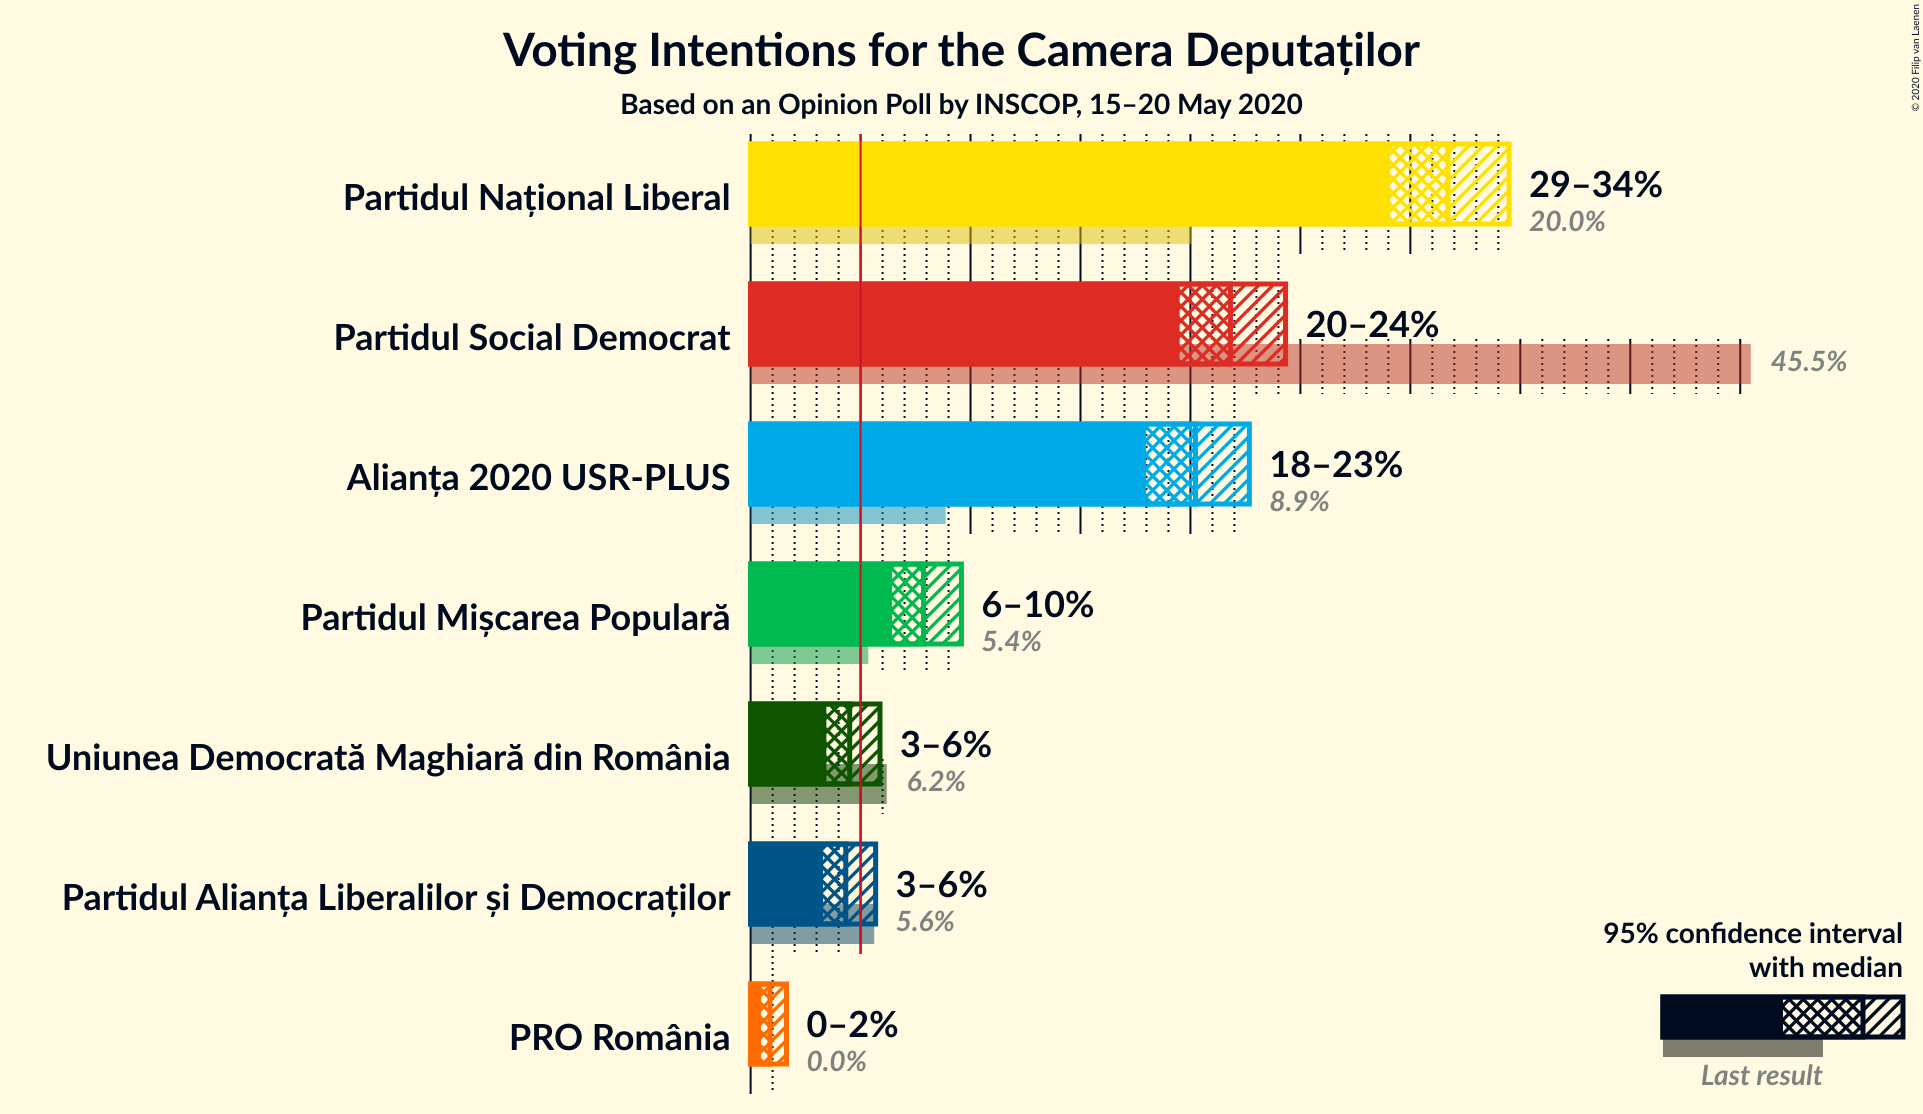 Voting Intentions for the Camera Deputaților
Based on an Opinion Poll by INSCOP, 15–20 May 2020
© 2020 Filip van Laenen
Partidul Național Liberal
29–34%
20.0%
Partidul Social Democrat
20–24%
45.5%
Alianța 2020 USR-PLUS
18–23%
8.9%
Partidul Mișcarea Populară
6–10%
5.4%
Uniunea Democrată Maghiară din România
3–6%
6.2%
Partidul Alianța Liberalilor și Democraților
3–6%
5.6%
PRO România
0–2%
0.0%
95% confidence interval
with median
Last result